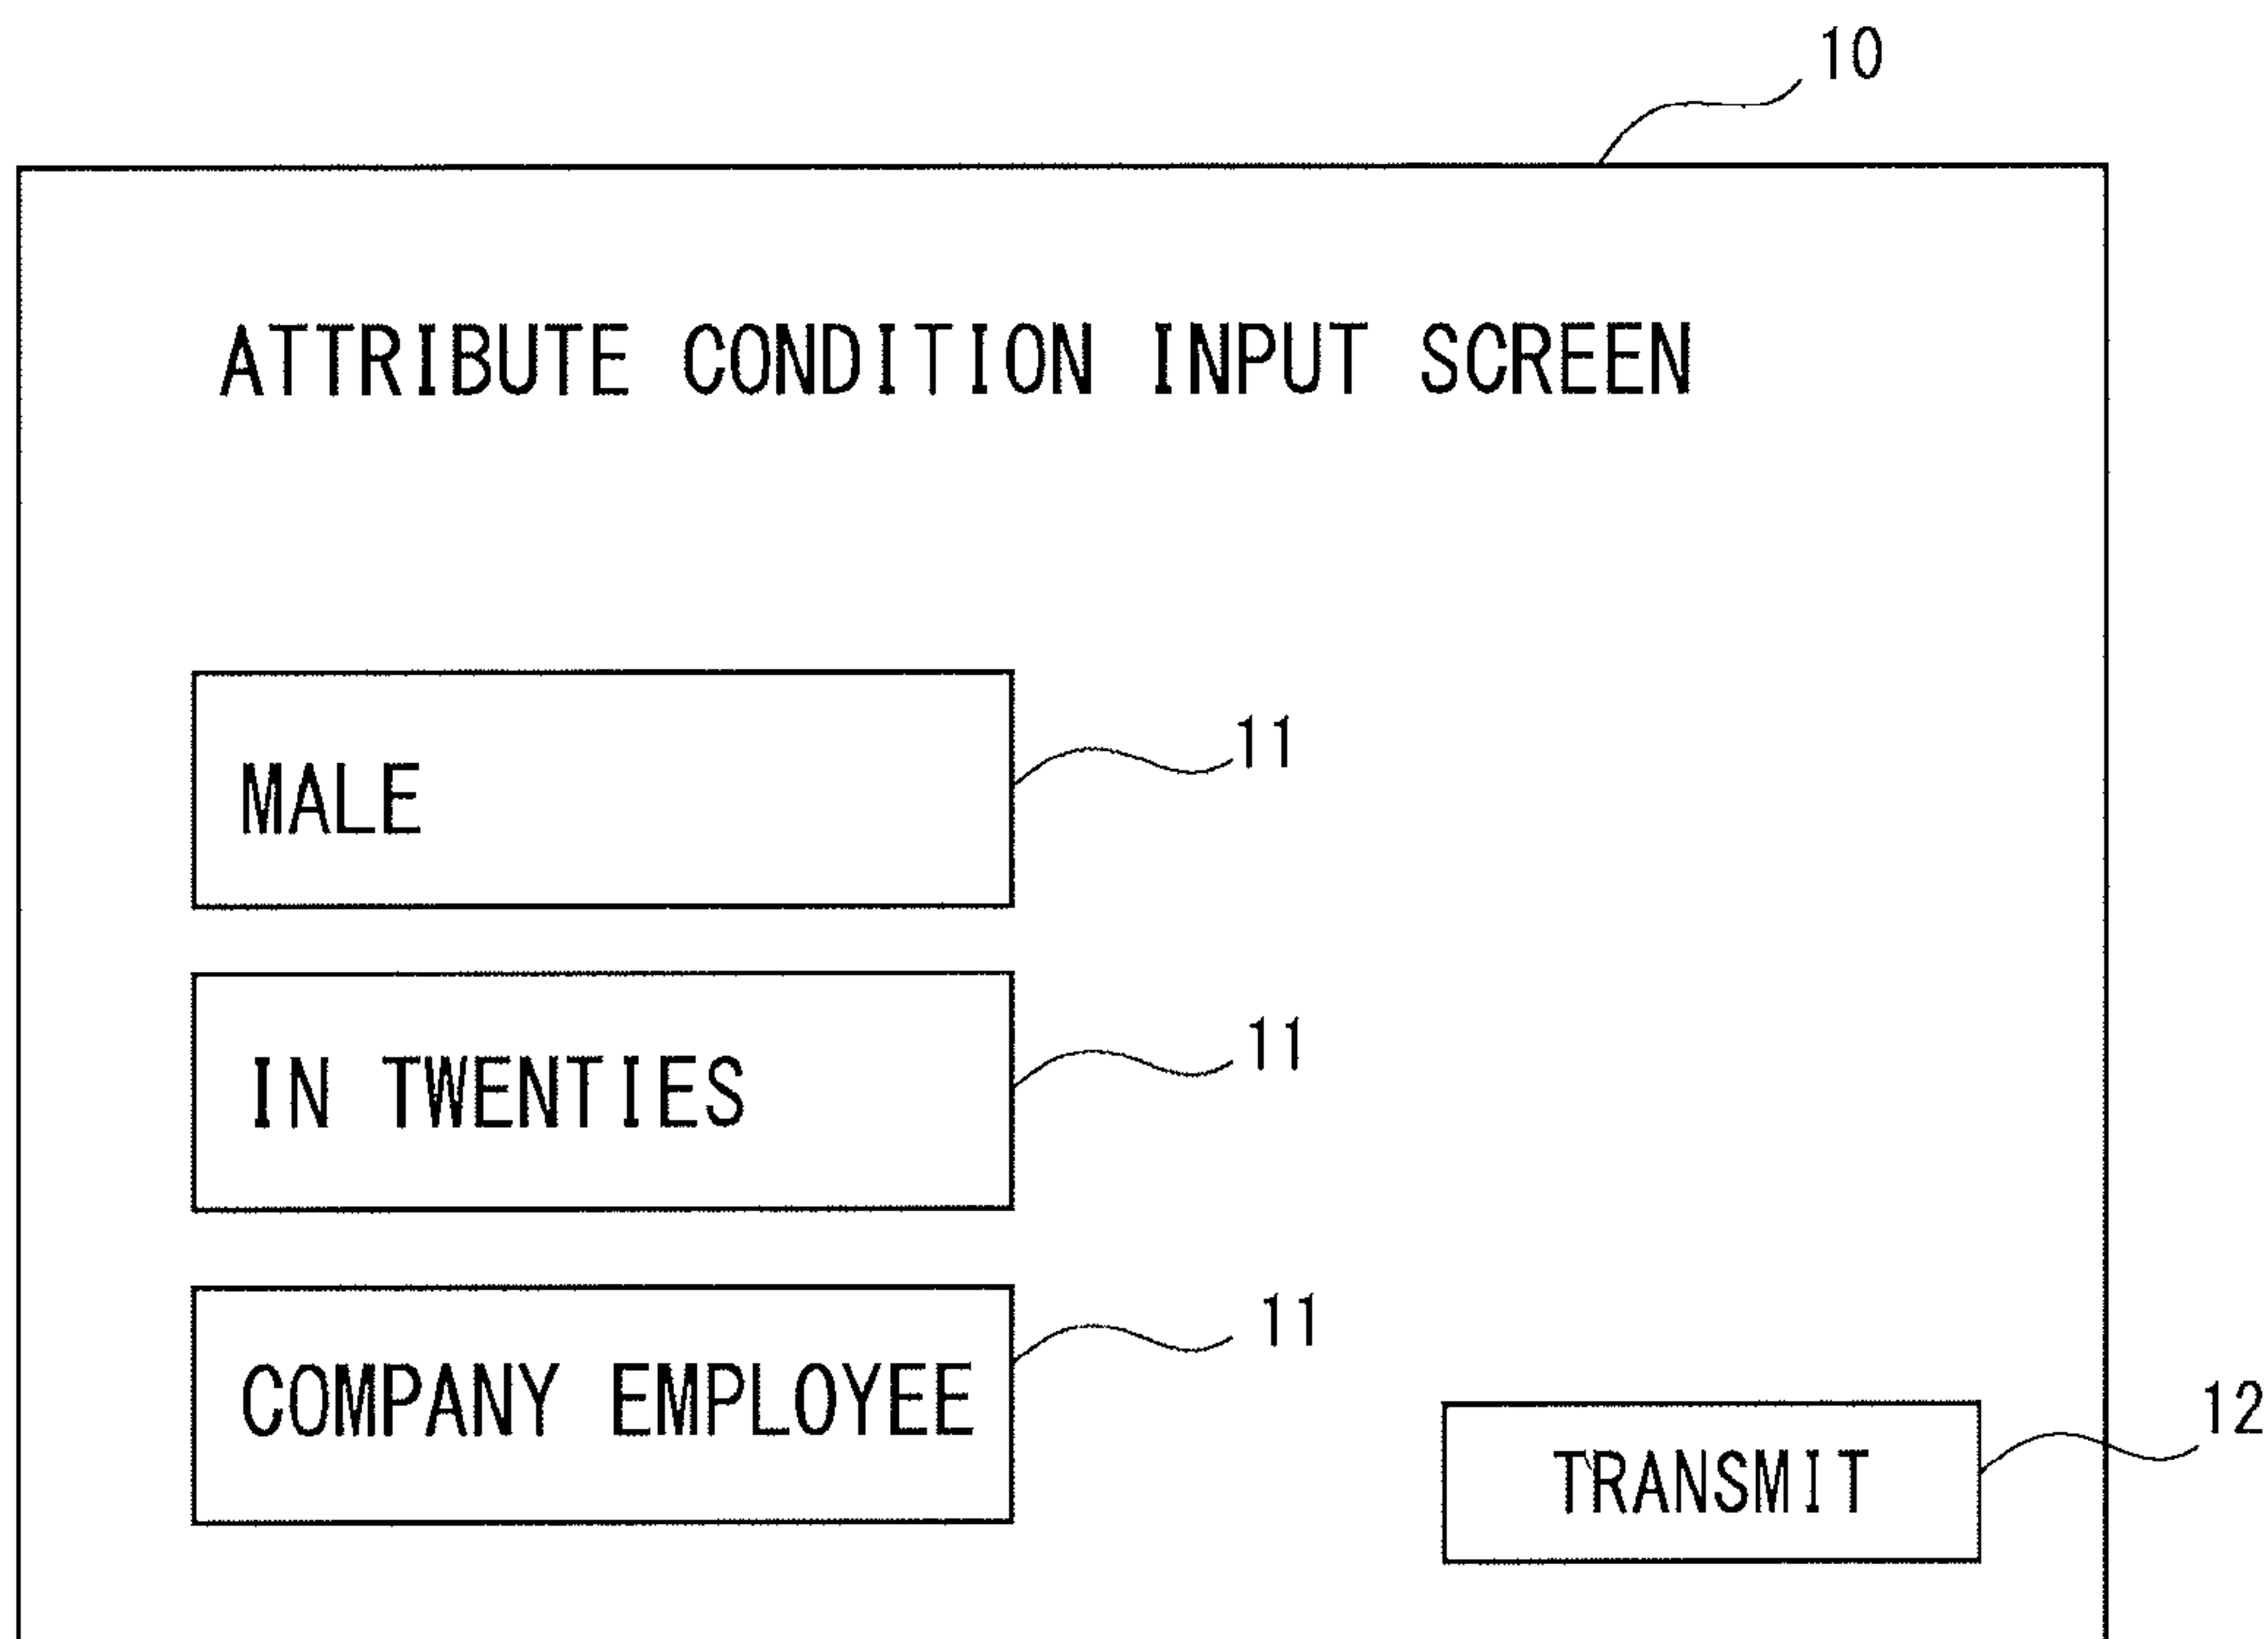 10
ATTRIBUTE CONDITION INPUT SCREEN
MALE
11
IN TWENTIES
11
COMPANY EMPLOYEE
11
TRANSMIT
12